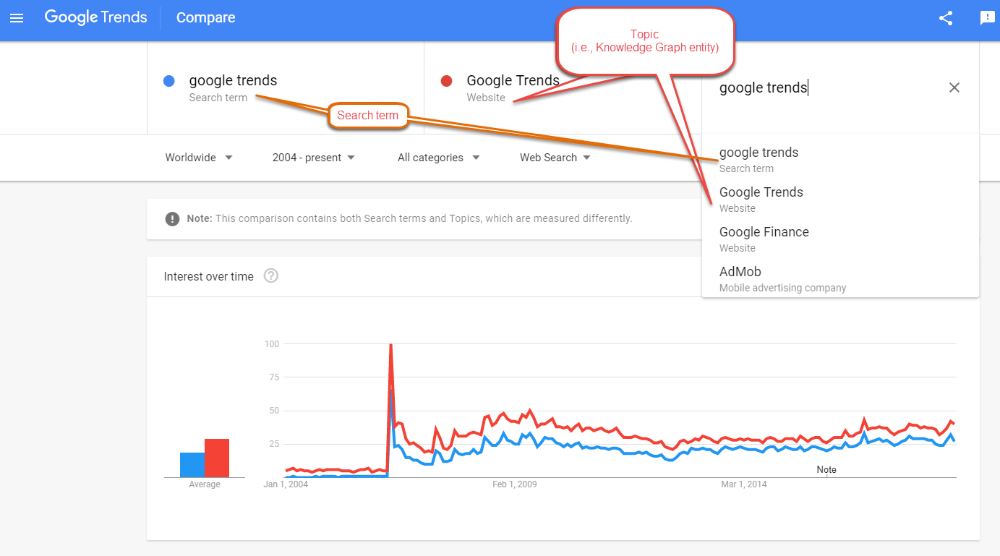 Google Trends Compare
Topic
(i.e., Knowledge Graph entity)
google trends
Search term
Google Trends
Website
google trends
Search term
Worldwide
2004 - present
All categories
Web Search
google trends
Search term
Google Trends
Website
Google Finance
Website
AdMob
Mobile advertising company
Note: This comparison contains both Search terms and Topics, which are measured differently.
Interest over time
100
75
50
25
Note
Average
Jan 1, 2004
Feb 1, 2009
Mar 1, 2014